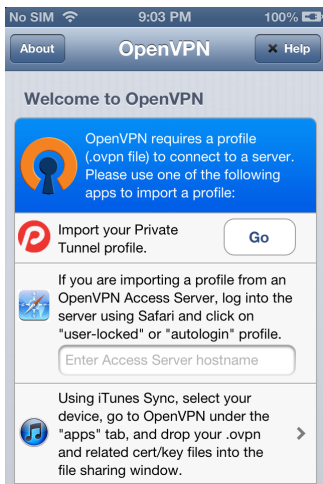 No SIM 9:03 PM 100%
About OpenVPN × Help
Welcome to OpenVPN
OpenVPN requires a profile
(.ovpn file) to connect to a server.
Please use one of the following
apps to import a profile:
Import your Private
Tunnel profile.
Go
If you are importing a profile from an
OpenVPN Access Server, log into the
server using Safari and click on
"user-locked" or "autologin" profile.
Enter Access Server hostname
Using iTunes Sync, select your
device, go to OpenVPN under the
"apps" tab, and drop your .ovpn
and related cert/key files into the
file sharing window.